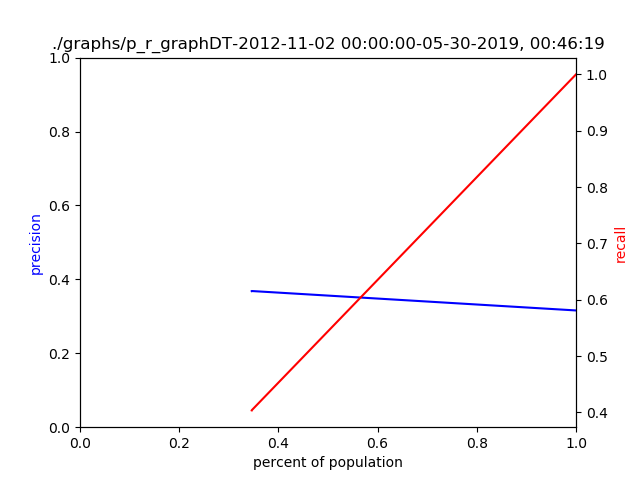 ./graphs/p_r_graphDT-2012-11-02 00:00:00-05-30-2019, 00:46:19
1.0
0.8
0.6
0.4
0.2
0.0
precision
0.0 0.2 0.4 0.6 0.8 1.0
percent of population
1.0
0.9
0.8
0.7
0.6
0.5
0.4
recall